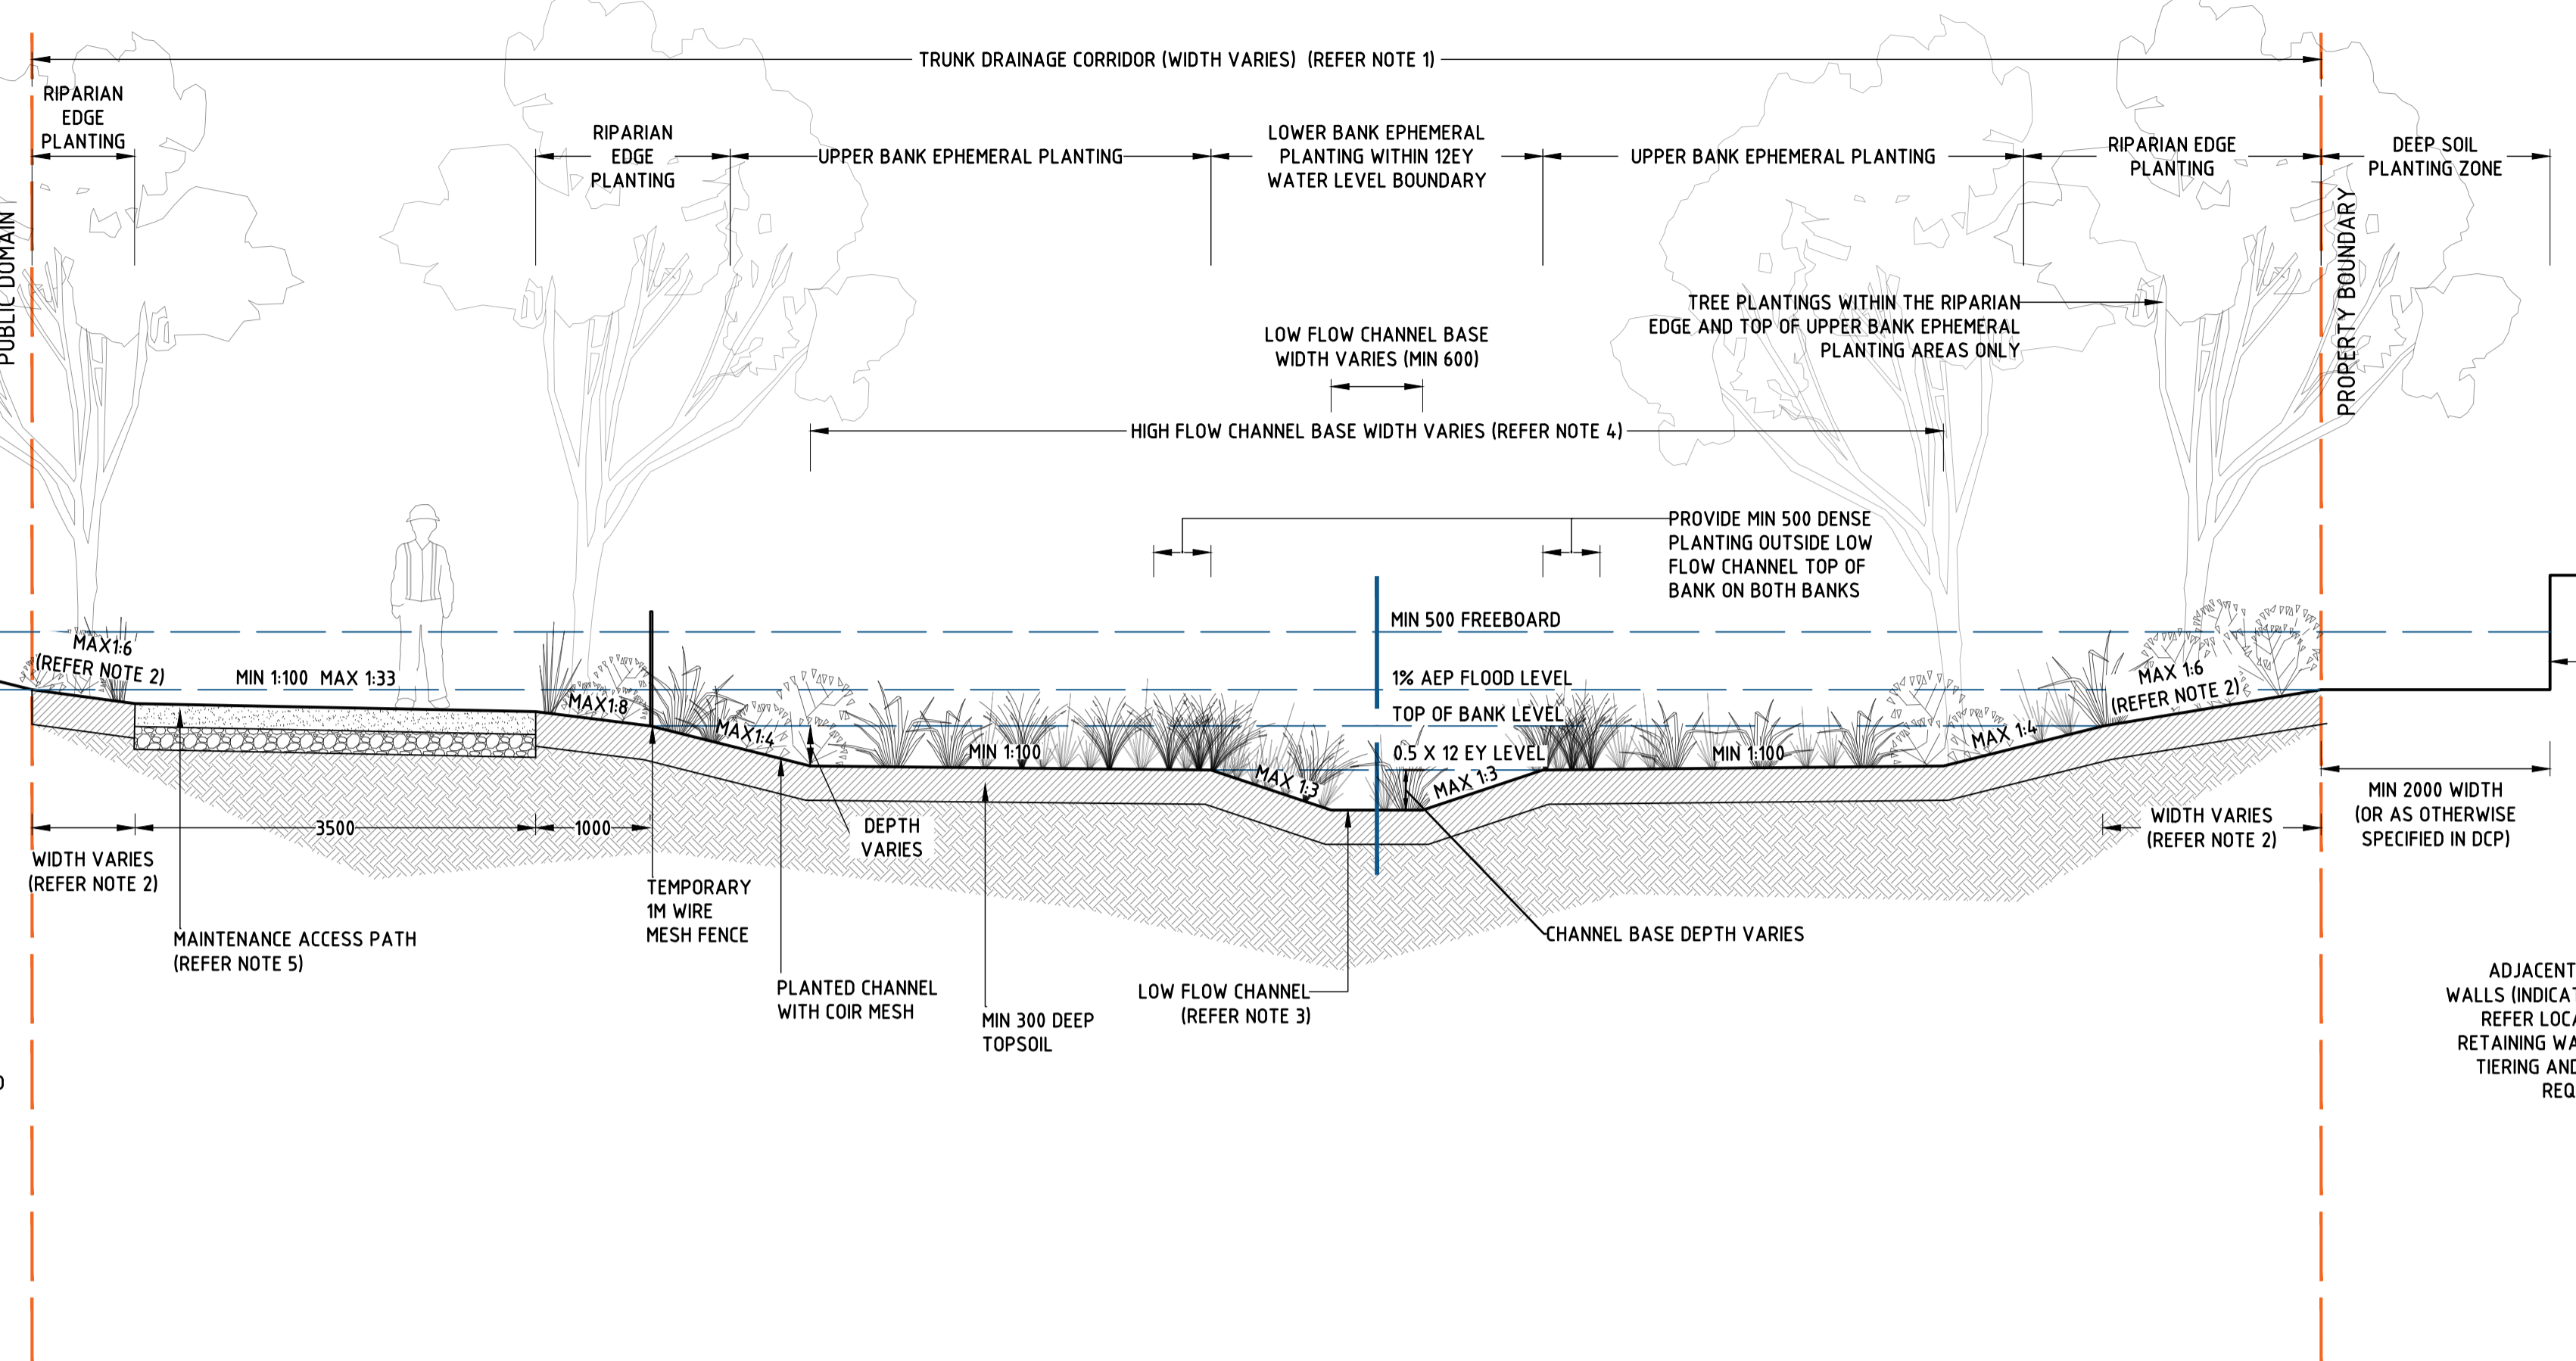 TRUNK DRAINAGE CORRIDOR (WIDTH VARIES) (REFER NOTE 1)
RIPARIAN
EDGE
PLANTING
RIPARIAN
EDGE
PLANTING
UPPER BANK EPHEMERAL PLANTING
LOWER BANK EPHEMERAL
PLANTING WITHIN 12EY
WATER LEVEL BOUNDARY
UPPER BANK EPHEMERAL PLANTING
RIPARIAN EDGE
PLANTING
DEEP SOIL
PLANTING ZONE
PUBLIC DOMAIN
PROPERTY BOUNDARY
TREE PLANTINGS WITHIN THE RIPARIAN
EDGE AND TOP OF UPPER BANK EPHEMERAL
PLANTING AREAS ONLY
LOW FLOW CHANNEL BASE
WIDTH VARIES (MIN 600)
HIGH FLOW CHANNEL BASE WIDTH VARIES (REFER NOTE 4)
PROVIDE MIN 500 DENSE
PLANTING OUTSIDE LOW
FLOW CHANNEL TOP OF
BANK ON BOTH BANKS
MIN 500 FREEBOARD
1% AEP FLOOD LEVEL
TOP OF BANK LEVEL
0.5 X 12 EY LEVEL
MAX1:6
(REFER NOTE 2)
MIN 1:100 MAX 1:33
MAX1:8
MAX1:4
MIN 1:100
MAX 1:3
MAX 1:3
MIN 1:100
MAX 1:4
MAX 1:6
(REFER NOTE 2)
3500
1000
WIDTH VARIES
(REFER NOTE 2)
DEPTH
VARIES
WIDTH VARIES
(REFER NOTE 2)
MIN 2000 WIDTH
(OR AS OTHERWISE
SPECIFIED IN DCP)
MAINTENANCE ACCESS PATH
(REFER NOTE 5)
TEMPORARY
1M WIRE
MESH FENCE
PLANTED CHANNEL
WITH COIR MESH
MIN 300 DEEP
TOPSOIL
LOW FLOW CHANNEL
(REFER NOTE 3)
CHANNEL BASE DEPTH VARIES
ADJACENT
WALLS (INDICAT
REFER LOCA
RETAINING WA
TIERING AND
REQ